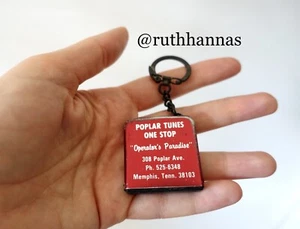 @ruthhannas
POPLAR TUNES
ONE STOP
"Operator's Paradise"
308 Poplar Ave.
Ph. 525-6348
Memphis, Tenn. 38103